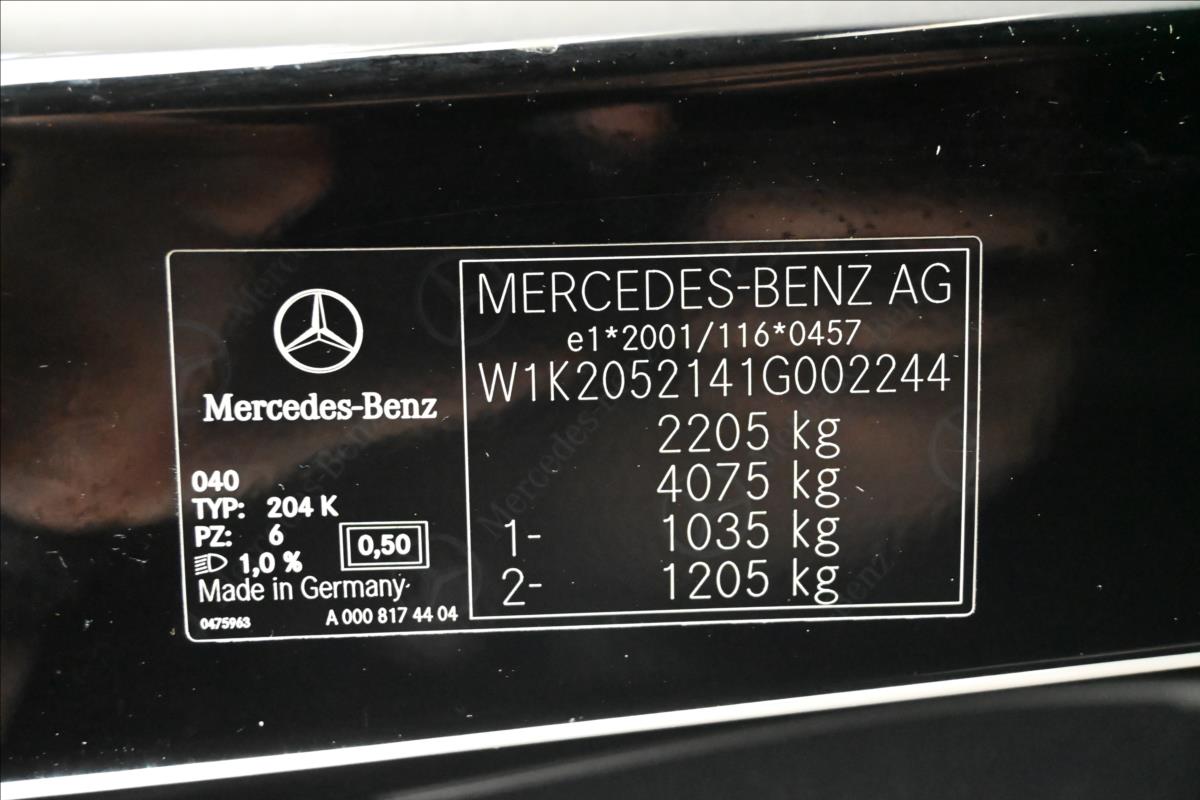 Mercedes-Benz
040
TYP: 204 K
PZ: 6
1,0 %
0,50
Made in Germany
0475963
A 000 817 44 04
MERCEDES-BENZ AG
e1*2001/116*0457
W1K2052141G002244
2205 kg
4075 kg
1- 1035 kg
2- 1205 kg